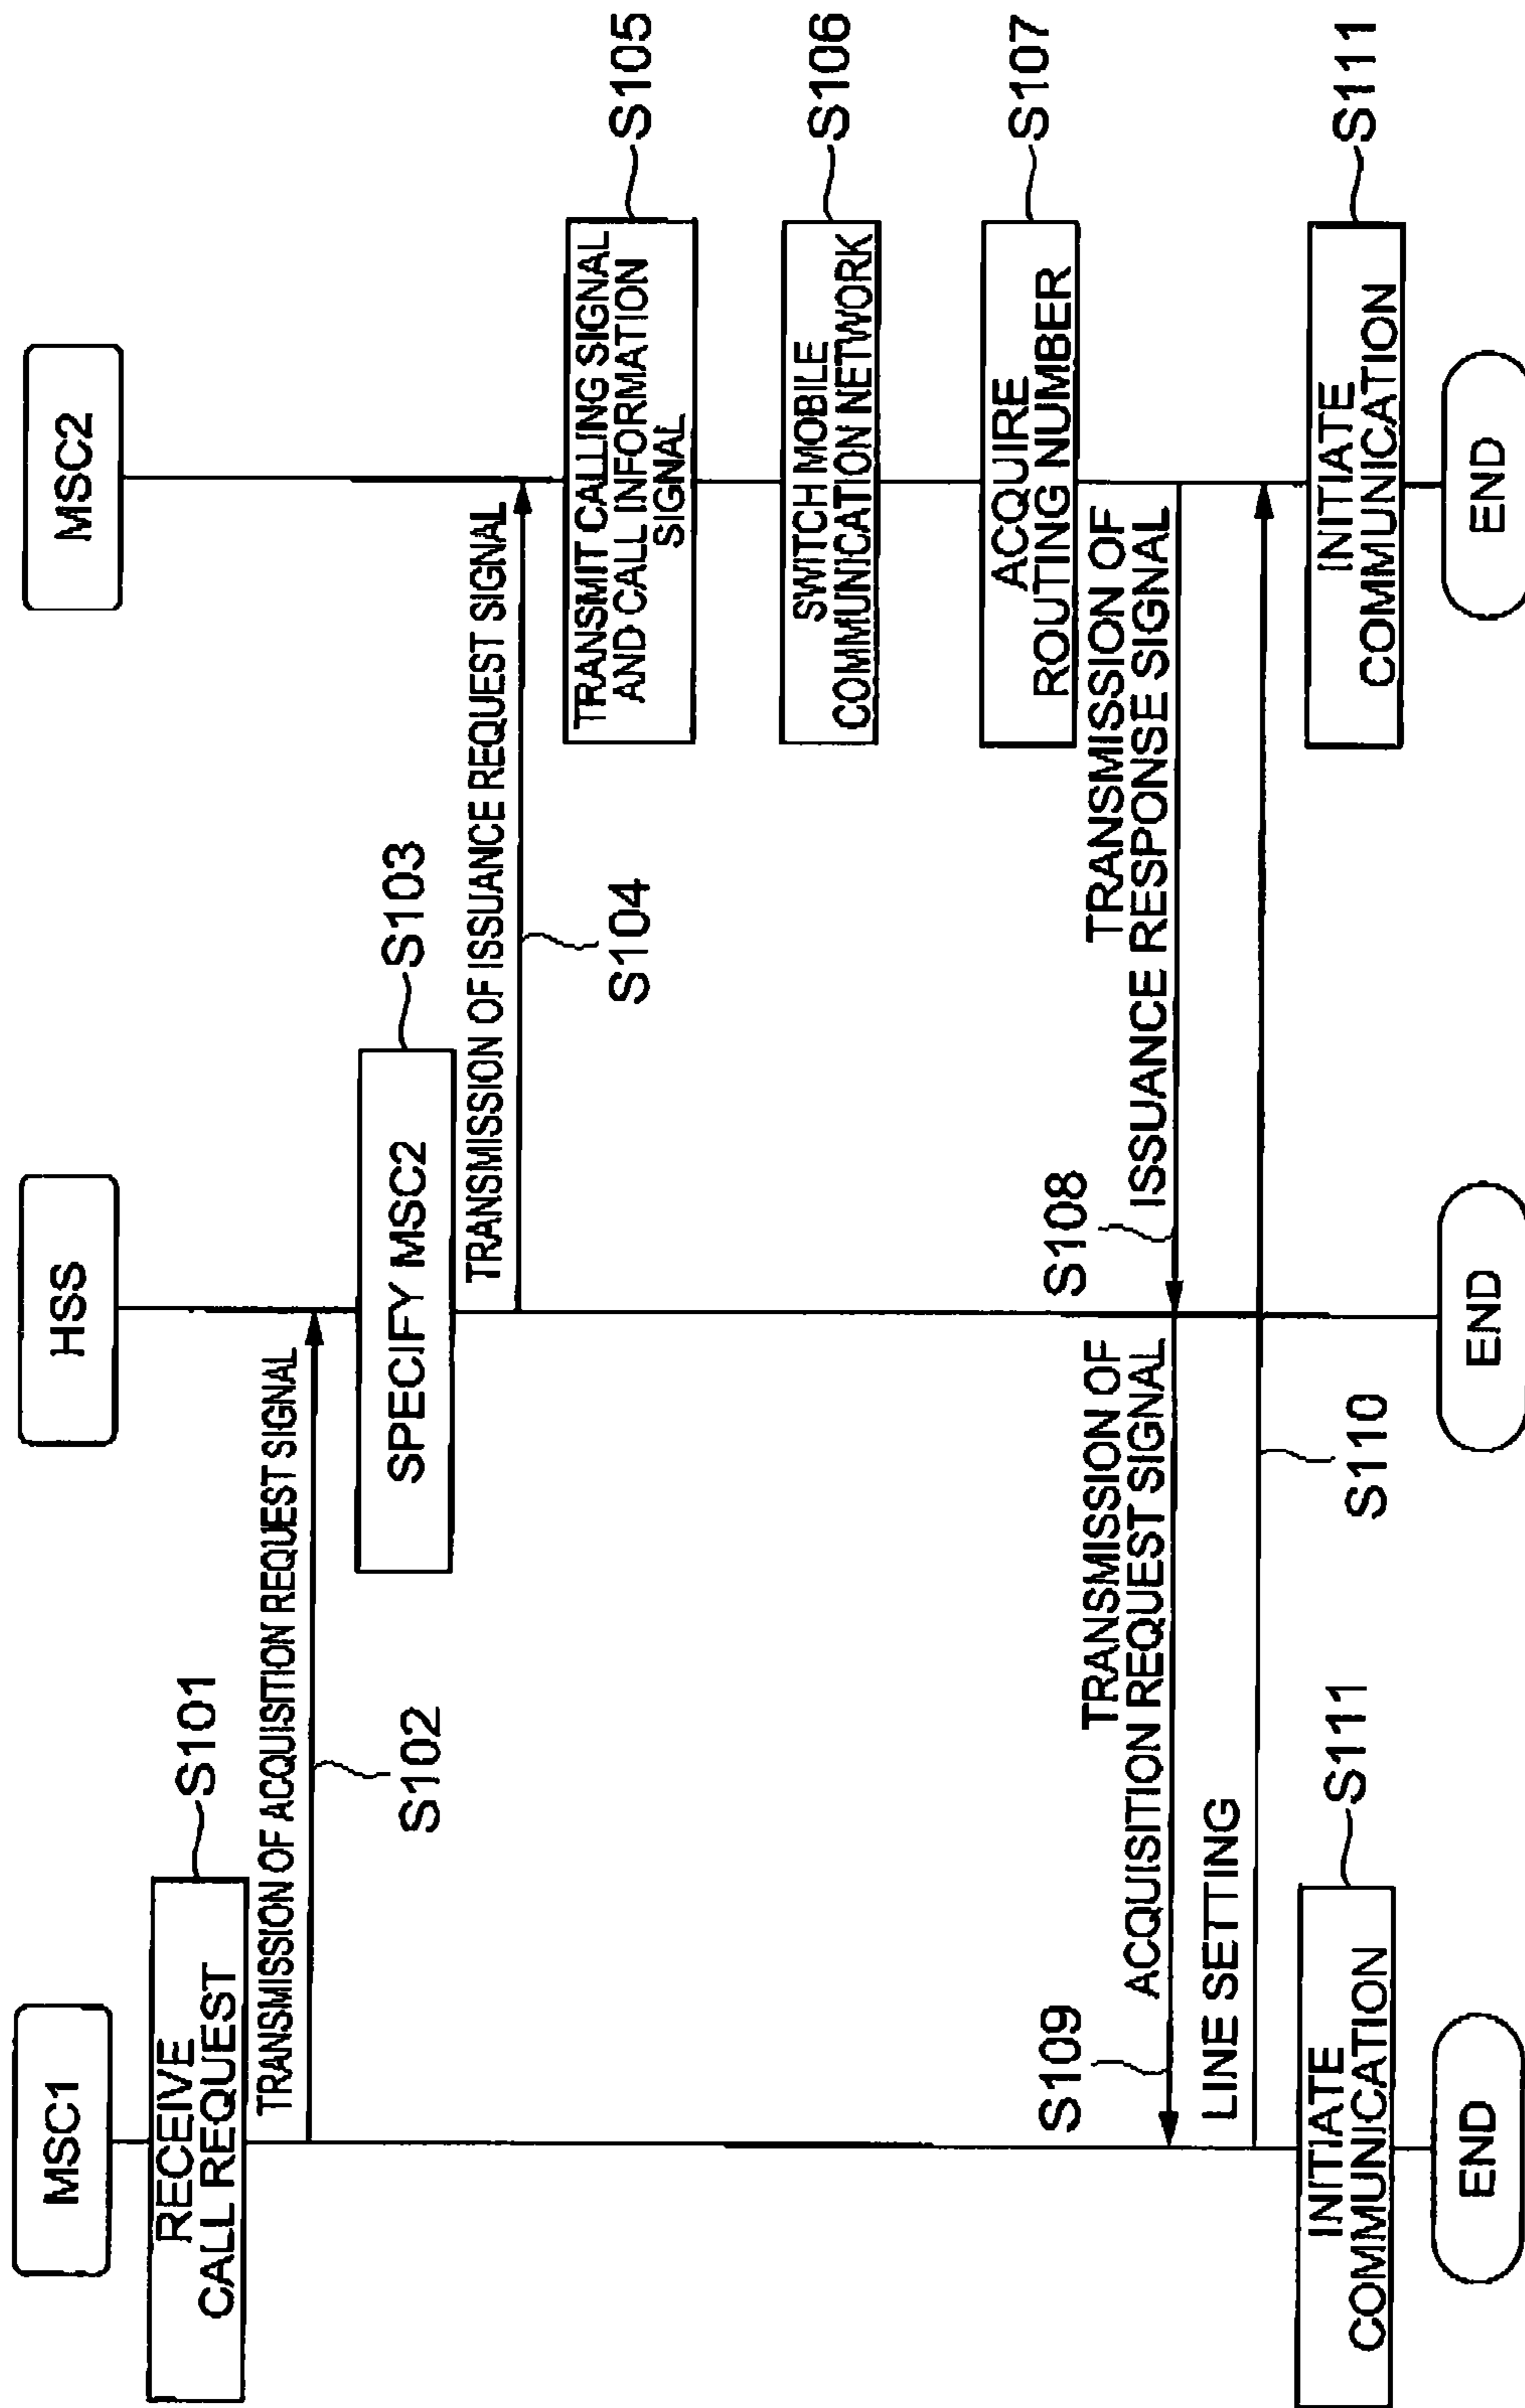 MSC1
HSS
MSC2
RECEIVE
CALL REQUEST
S101
TRANSMISSION OF ACQUISITION REQUEST SIGNAL
S102
SPECIFY MSC2
S103
TRANSMISSION OF ISSUANCE REQUEST SIGNAL
S104
TRANSMIT CALLING SIGNAL
AND CALL INFORMATION
SIGNAL
S105
SWITCH MOBILE
COMMUNICATION NETWORK
S106
ACQUIRE
ROUTING NUMBER
S107
TRANSMISSION OF
ISSUANCE RESPONSE SIGNAL
S108
TRANSMISSION OF
ACQUISITION REQUEST SIGNAL
S109
LINE SETTING
S110
INITIATE
COMMUNICATION
S111
INITIATE
COMMUNICATION
S111
END
END
END